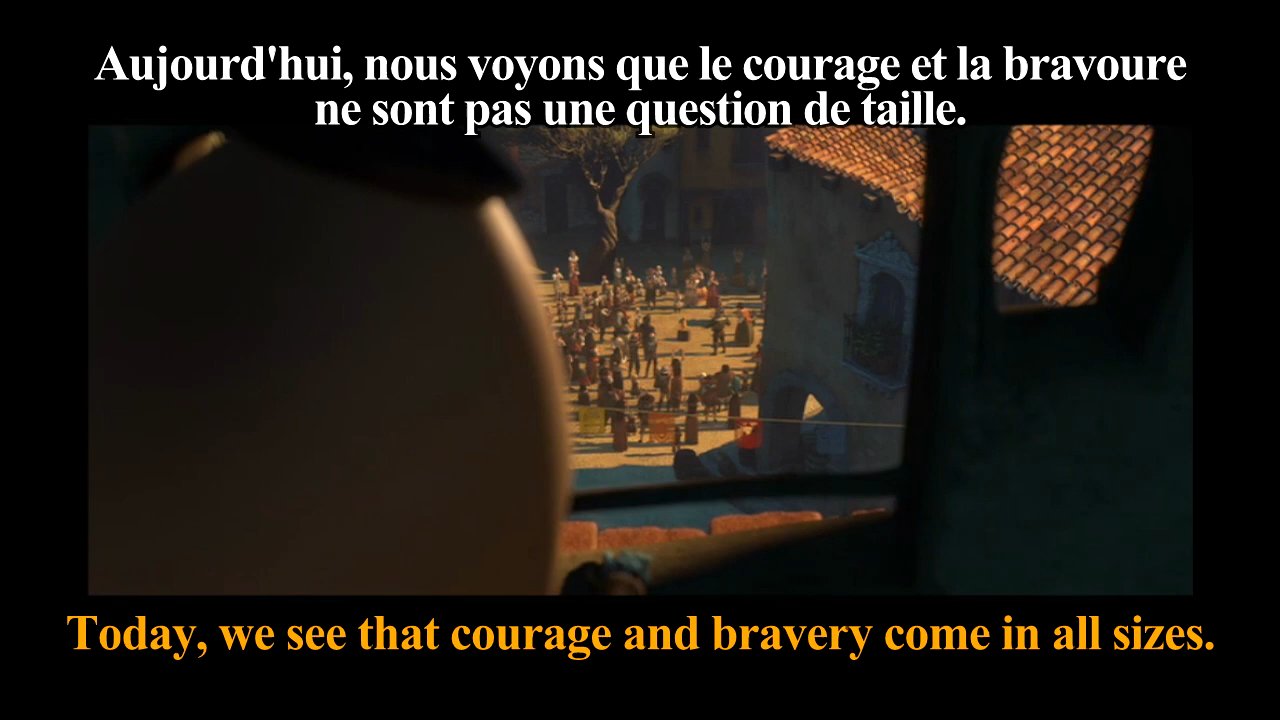 Aujourd'hui, nous voyons que le courage et la bravoure
ne sont pas une question de taille.
Today, we see that courage and bravery come in all sizes.